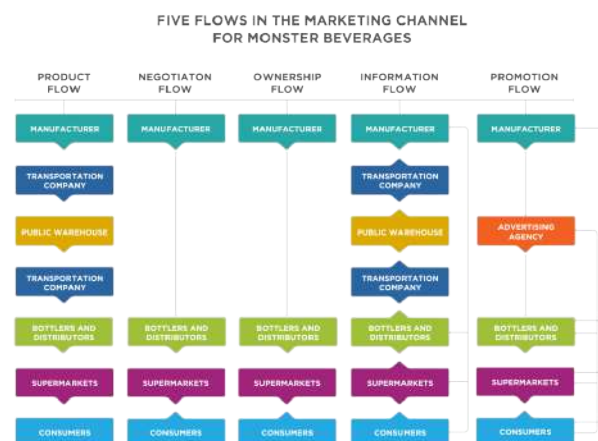 FIVE FLOWS IN THE MARKETING CHANNEL
FOR MONSTER BEVERAGES
PRODUCT
FLOW
NEGOTIATON
FLOW
OWNERSHIP
FLOW
INFORMATION
FLOW
PROMOTION
FLOW
MANUFACTURER
MANUFACTURER
MANUFACTURER
MANUFACTURER
MANUFACTURER
TRANSPORTATION
COMPANY
TRANSPORTATION
COMPANY
PUBLIC WAREHOUSE
PUBLIC WAREHOUSE
ADVERTISING
AGENCY
TRANSPORTATION
COMPANY
TRANSPORTATION
COMPANY
BOTTLERS AND
DISTRIBUTORS
BOTTLERS AND
DISTRIBUTORS
BOTTLERS AND
DISTRIBUTORS
BOTTLERS AND
DISTRIBUTORS
BOTTLERS AND
DISTRIBUTORS
SUPERMARKETS
SUPERMARKETS
SUPERMARKETS
SUPERMARKETS
SUPERMARKETS
CONSUMERS
CONSUMERS
CONSUMERS
CONSUMERS
CONSUMERS